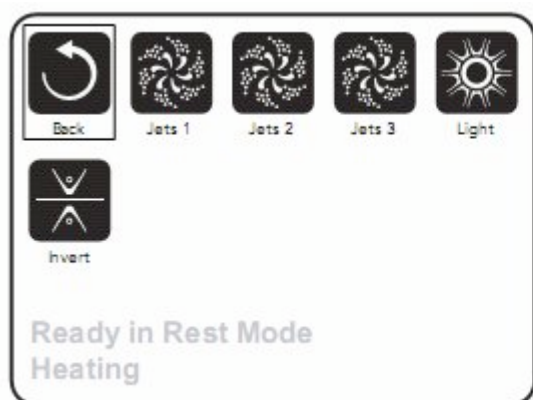 Back Jets 1 Jets 2 Jets 3 Light
Invert
Ready in Rest Mode
Heating